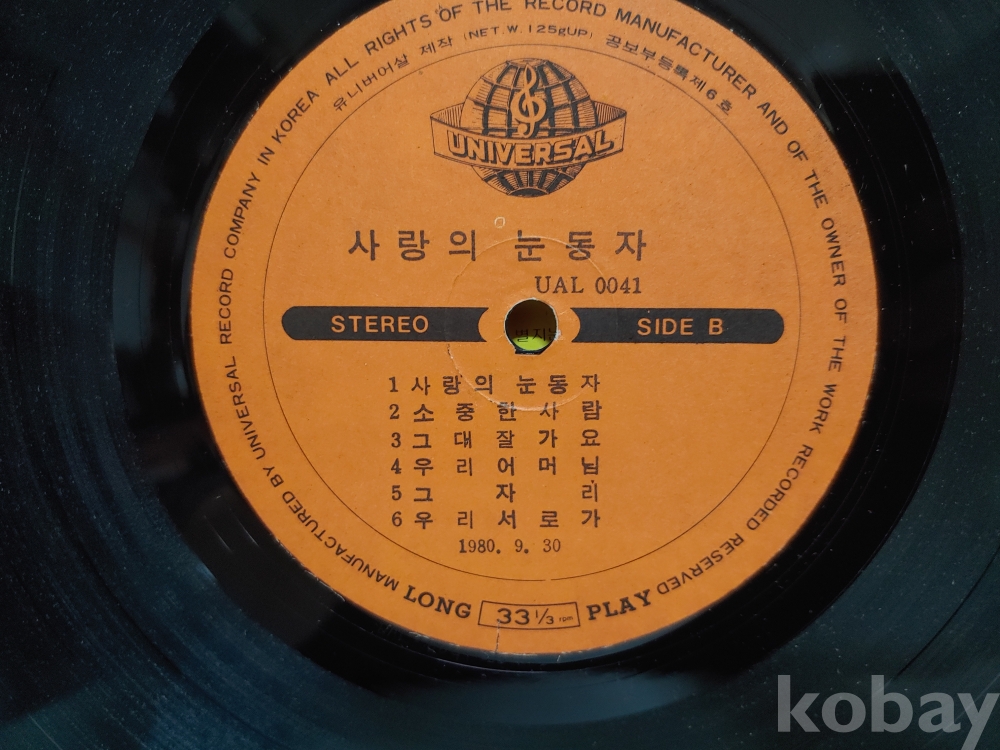 MANUFACTURED BY UNIVERSAL RECORD COMPANY IN KOREA ALL RIGHTS OF THE RECORD MANUFACTURER AND OF THE OWNER OF THE WORK RECORDED RESERVED
유니버어살 제작 (NET.W.125gUP) 공보부등록제6호
UNIVERSAL
사랑의 눈동자
UAL 0041
STEREO SIDE B
1 사랑의 눈동자
2 소중한사람
3 그대잘가요
4 우리어머님
5 그자리
6 우리서로가
1980. 9. 30
LONG 33 1/3 rpm PLAY
kobay